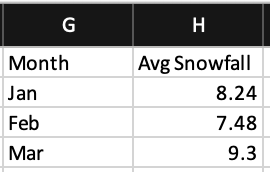 G H
Month Avg Snowfall
Jan 8.24
Feb 7.48
Mar 9.3